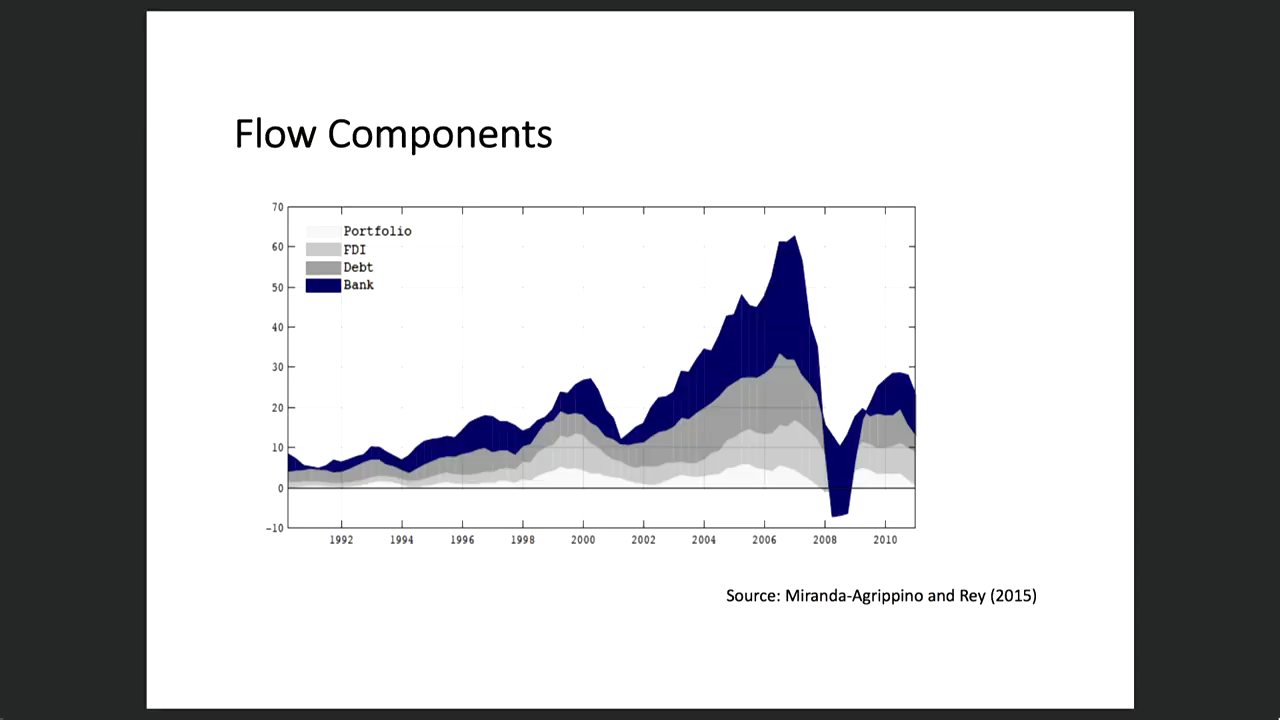 Flow Components
70
60
50
40
30
20
10
0
-10
Portfolio
FDI
Debt
Bank
1992 1994 1996 1998 2000 2002 2004 2006 2008 2010
Source: Miranda-Agrippino and Rey (2015)